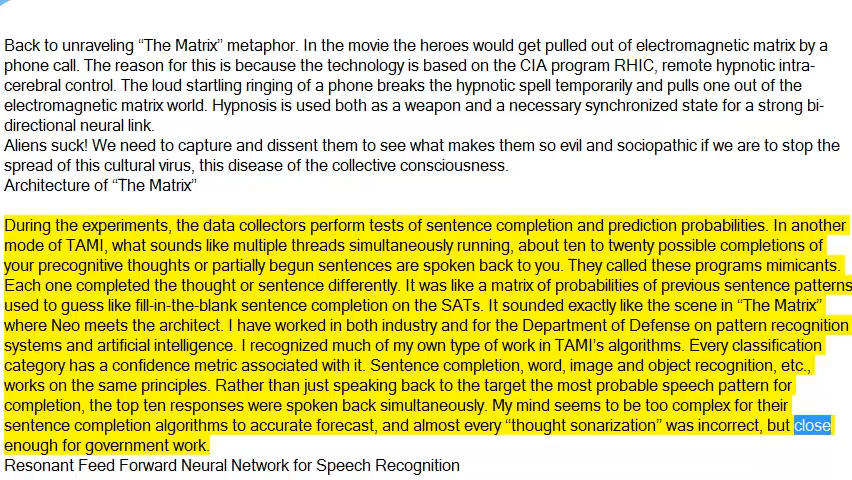 Back to unraveling “The Matrix” metaphor. In the movie the heroes would get pulled out of electromagnetic matrix by a
phone call. The reason for this is because the technology is based on the CIA program RHIC, remote hypnotic intra-
cerebral control. The loud startling ringing of a phone breaks the hypnotic spell temporarily and pulls one out of the
electromagnetic matrix world. Hypnosis is used both as a weapon and a necessary synchronized state for a strong bi-
directional neural link.
Aliens suck! We need to capture and dissent them to see what makes them so evil and sociopathic if we are to stop the
spread of this cultural virus, this disease of the collective consciousness.
Architecture of “The Matrix”
During the experiments, the data collectors perform tests of sentence completion and prediction probabilities. In another
mode of TAMI, what sounds like multiple threads simultaneously running, about ten to twenty possible completions of
your precognitive thoughts or partially begun sentences are spoken back to you. They called these programs mimicants.
Each one completed the thought or sentence differently. It was like a matrix of probabilities of previous sentence patterns
used to guess like fill-in-the-blank sentence completion on the SATs. It sounded exactly like the scene in “The Matrix”
where Neo meets the architect. I have worked in both industry and for the Department of Defense on pattern recognition
systems and artificial intelligence. I recognized much of my own type of work in TAMI’s algorithms. Every classification
category has a confidence metric associated with it. Sentence completion, word, image and object recognition, etc.,
works on the same principles. Rather than just speaking back to the target the most probable speech pattern for
completion, the top ten responses were spoken back simultaneously. My mind seems to be too complex for their
sentence completion algorithms to accurate forecast, and almost every “thought sonarization” was incorrect, but close
enough for government work.
Resonant Feed Forward Neural Network for Speech Recognition